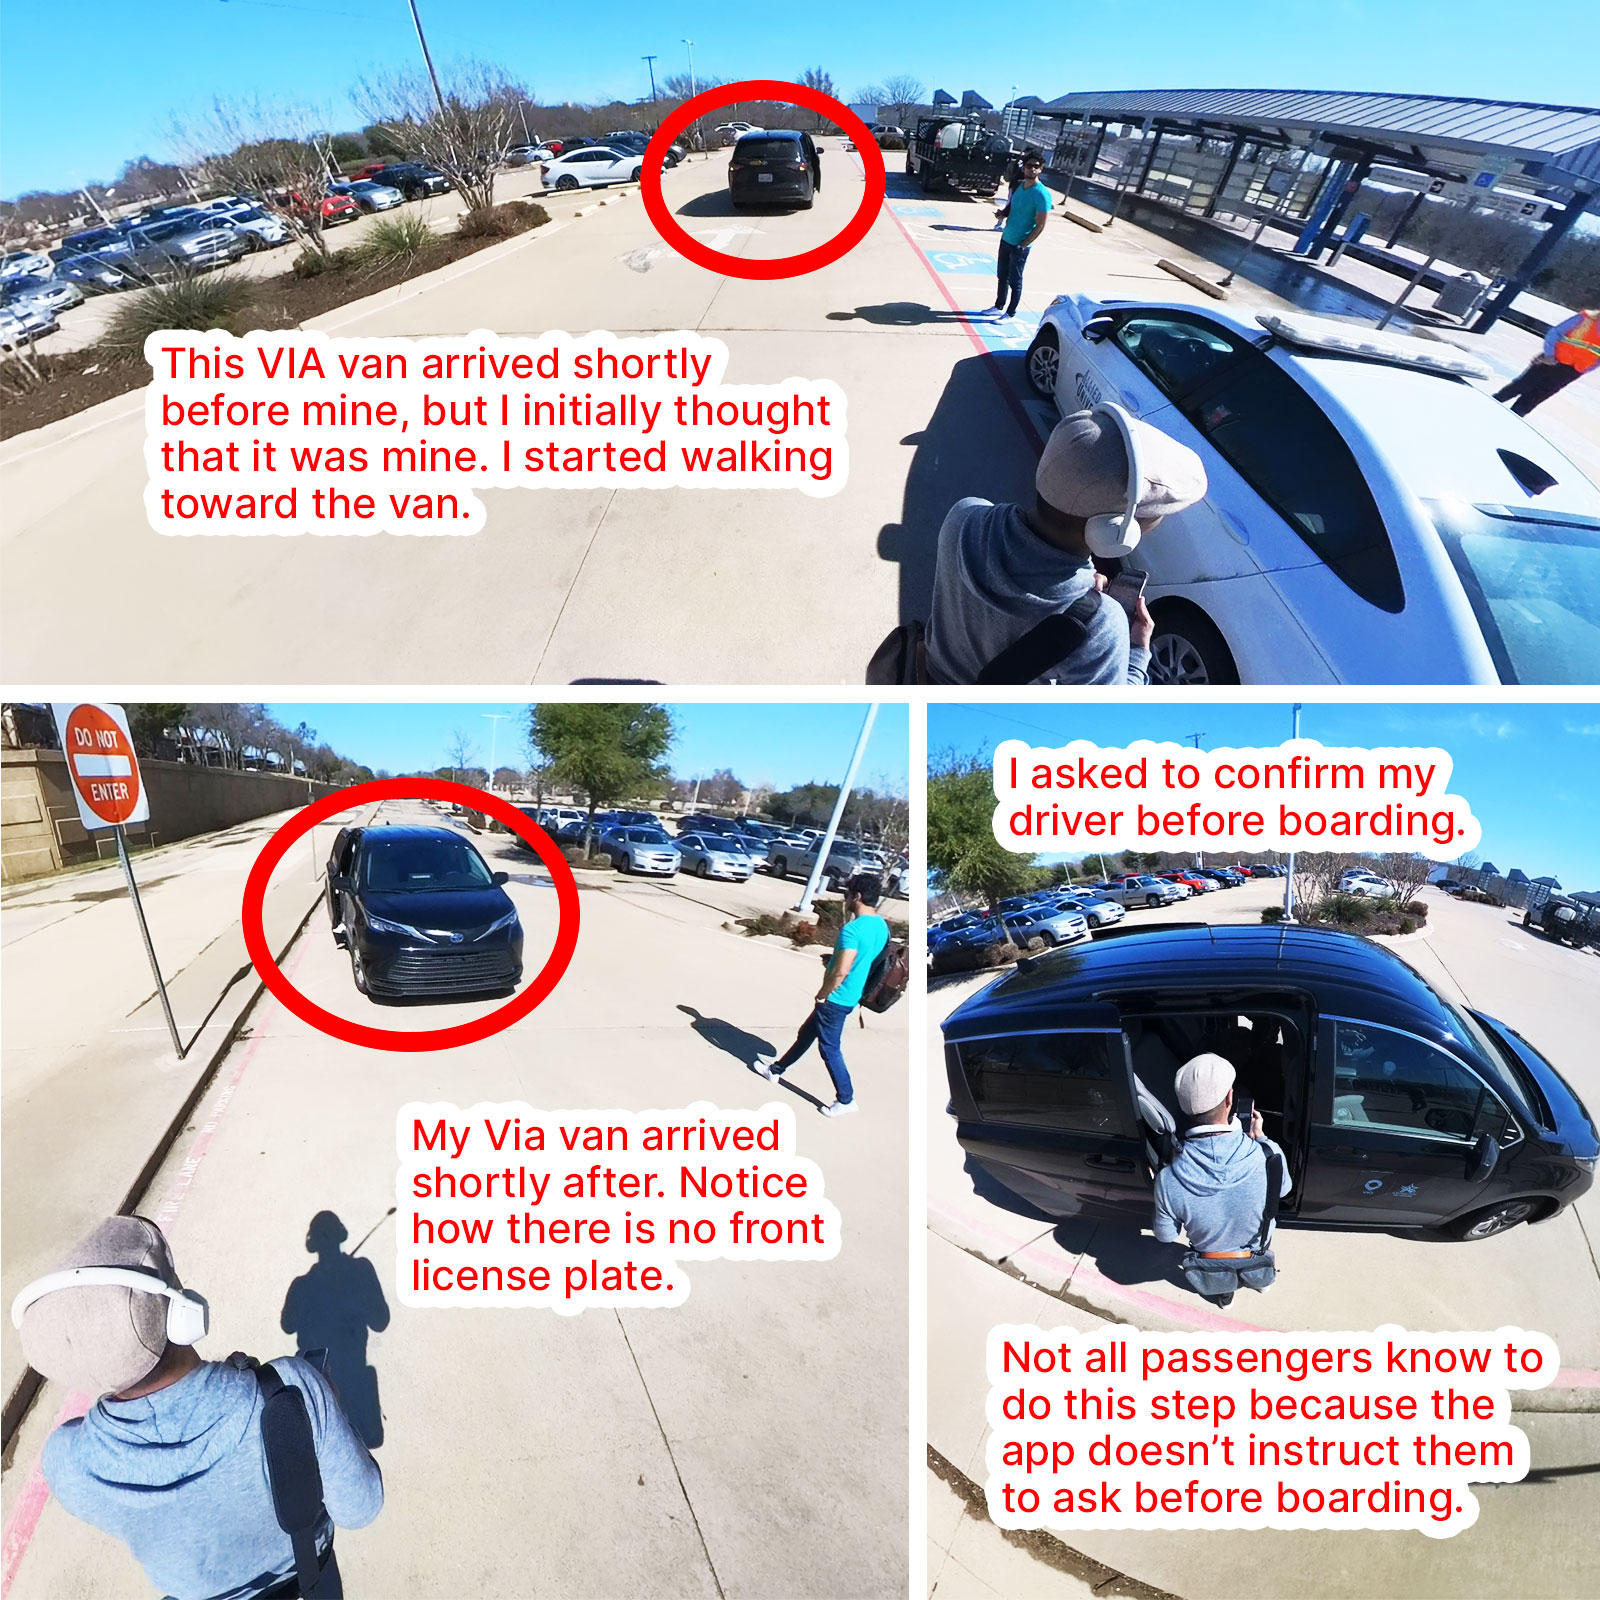 This VIA van arrived shortly
before mine, but I initially thought
that it was mine. I started walking
toward the van.
DO NOT
ENTER
My Via van arrived
shortly after. Notice
how there is no front
license plate.
I asked to confirm my
driver before boarding.
Not all passengers know to
do this step because the
app doesn’t instruct them
to ask before boarding.